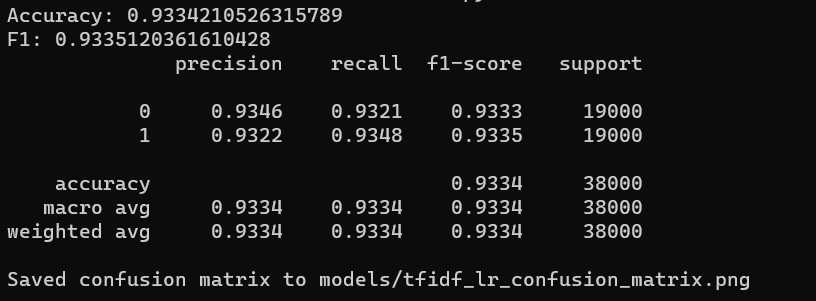 Accuracy: 0.9334210526315789
F1: 0.9335120361610428
precision recall f1-score support
0 0.9346 0.9321 0.9333 19000
1 0.9322 0.9348 0.9335 19000
accuracy 0.9334 38000
macro avg 0.9334 0.9334 0.9334 38000
weighted avg 0.9334 0.9334 0.9334 38000
Saved confusion matrix to models/tfidf_lr_confusion_matrix.png